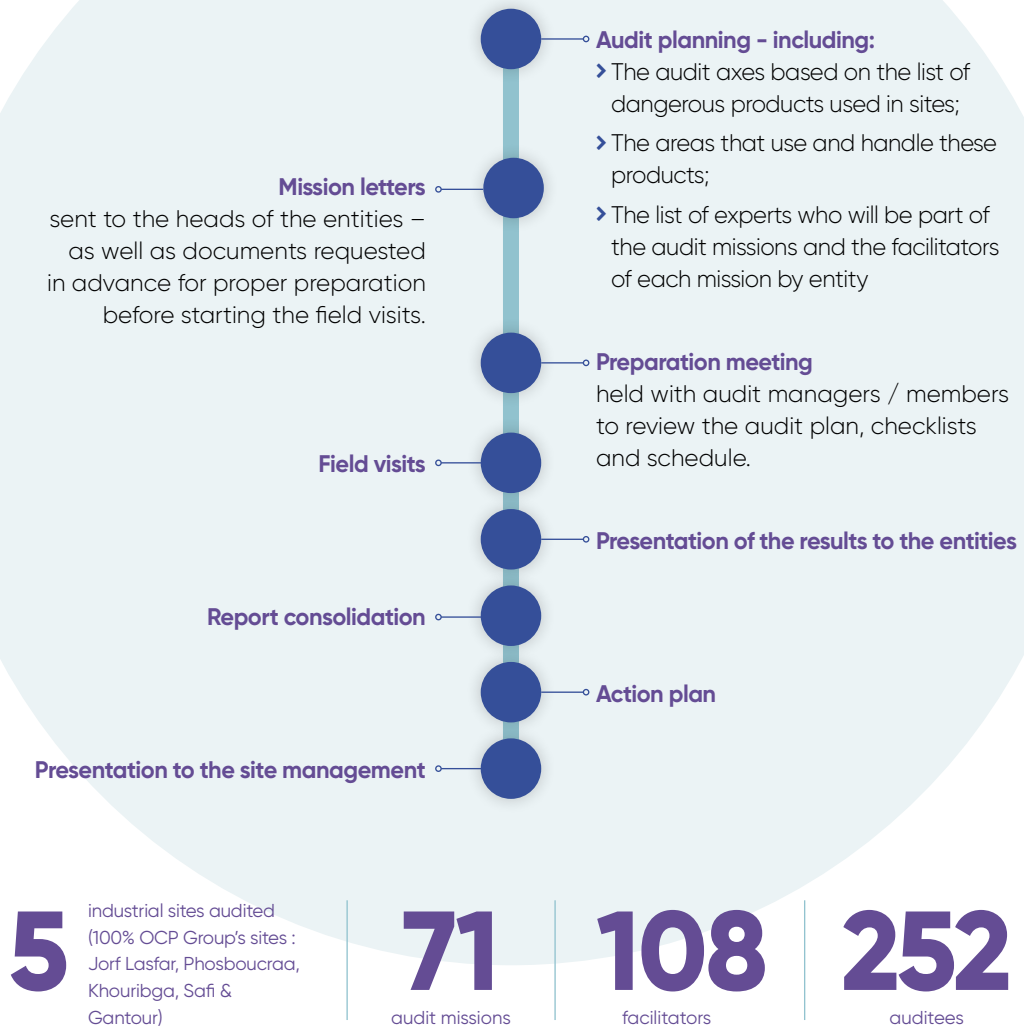 Audit planning - including:
The audit axes based on the list of
dangerous products used in sites;
The areas that use and handle these
products;
The list of experts who will be part of
the audit missions and the facilitators
of each mission by entity
Mission letters
sent to the heads of the entities –
as well as documents requested
in advance for proper preparation
before starting the field visits.
Preparation meeting
held with audit managers / members
to review the audit plan, checklists
and schedule.
Field visits
Presentation of the results to the entities
Report consolidation
Action plan
Presentation to the site management
5
industrial sites audited
(100% OCP Group's sites :
Jorf Lasfar, Phosboucraa,
Khouribga, Safi &
Gantour)
71
audit missions
108
facilitators
252
auditees